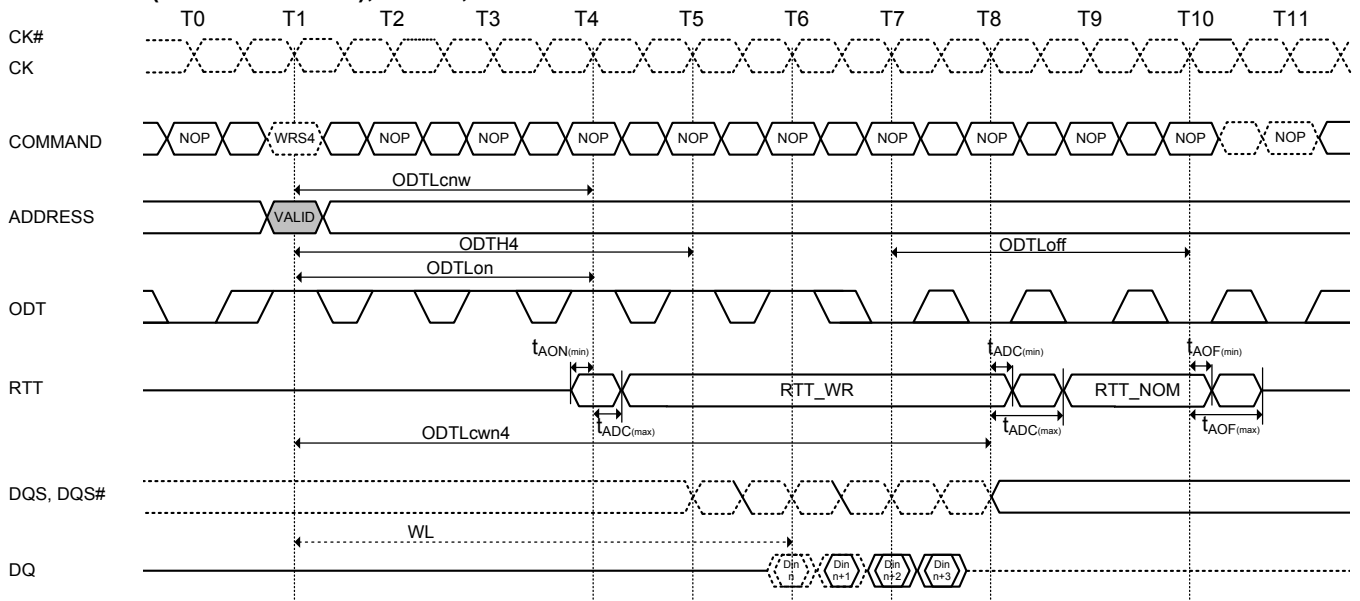 T0 T1 T2 T3 T4 T5 T6 T7 T8 T9 T10 T11
CK#
CK
COMMAND NOP WRS4 NOP NOP NOP NOP NOP NOP NOP NOP NOP NOP
ODTLcnw
ADDRESS VALID
ODTH4 ODTLoff
ODTLon
ODT
tAON(min) tADC(min) tAOF(min)
RTT RTT_WR RTT_NOM
tADC(max) tADC(max) tAOF(max)
ODTLcwn4
DQS, DQS#
WL
DQ Din n Din n+1 Din n+2 Din n+3